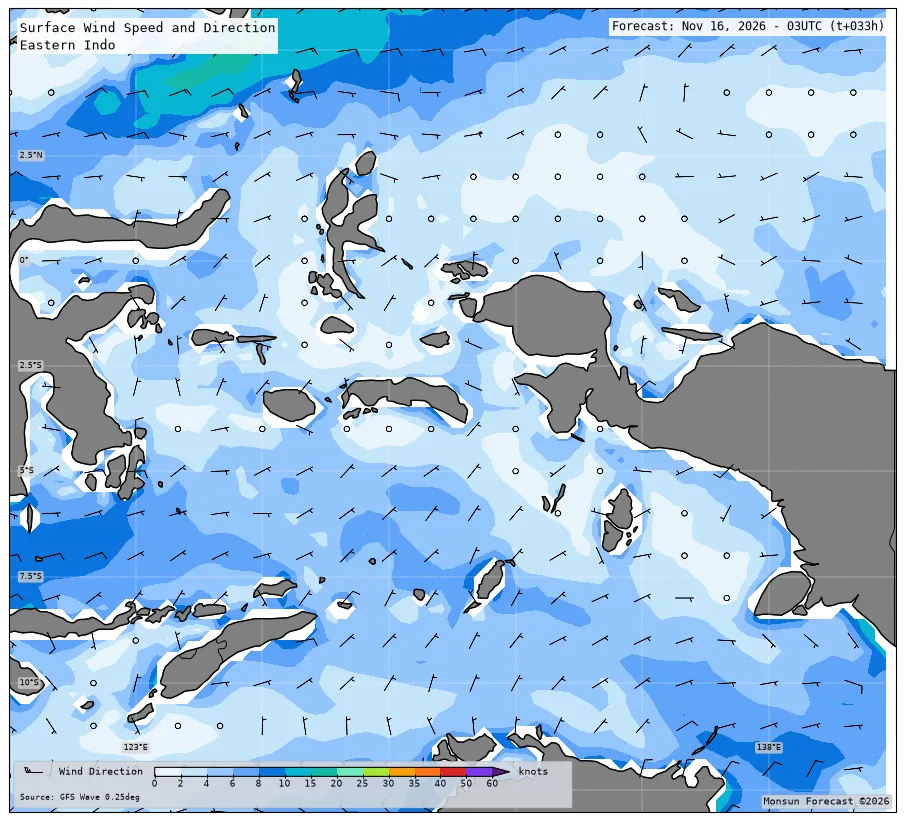 Surface Wind Speed and Direction
Eastern Indo
Forecast: Nov 16, 2026 - 03UTC (t+033h)
2.5°N
0°
2.5°S
5°S
7.5°S
10°S
123°E
138°E
Wind Direction
0 2 4 6 8 10 15 20 25 30 35 40 50 60
knots
Source: GFS Wave 0.25deg
Monsun Forecast ©2026